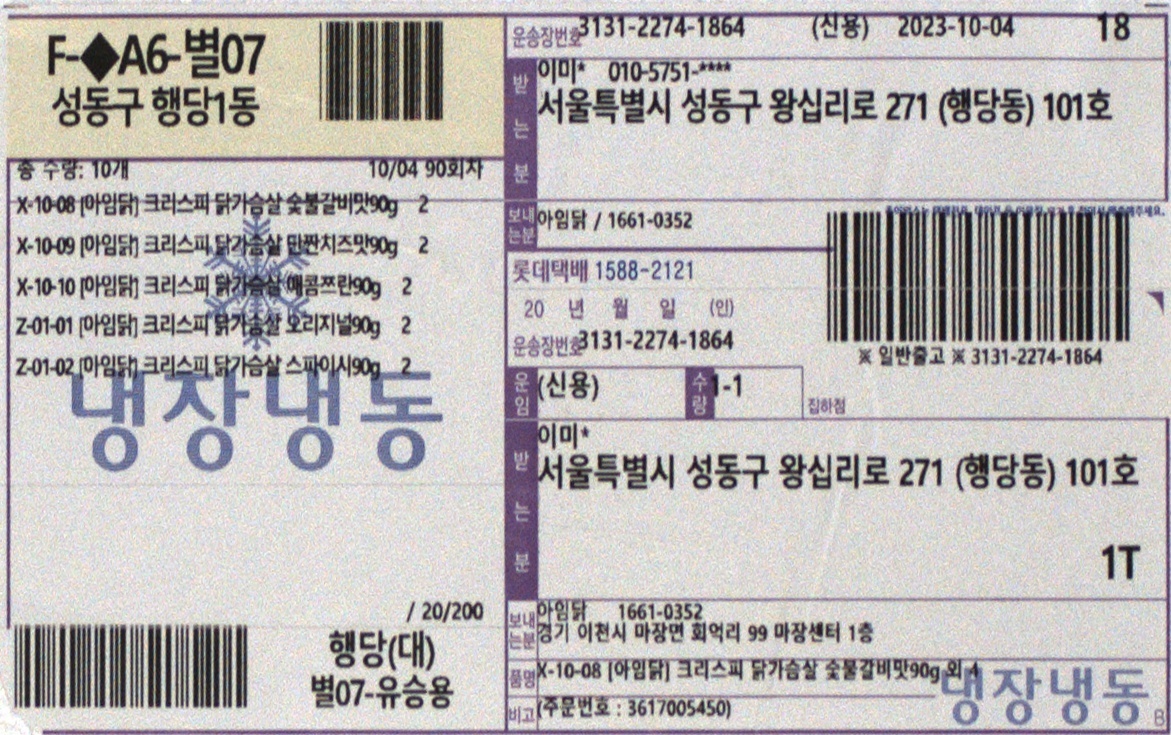 F-◆A6-별07
성동구 행당1동
총 수량: 10개 10/04 90회차
X-10-08 [아임닭] 크리스피 닭가슴살 숯불갈비맛90g 2
X-10-09 [아임닭] 크리스피 닭가슴살 단짠치즈맛90g 2
X-10-10 [아임닭] 크리스피 닭가슴살 매콤쯔란90g 2
Z-01-01 [아임닭] 크리스피 닭가슴살 오리지널90g 2
Z-01-02 [아임닭] 크리스피 닭가슴살 스파이시90g 2
냉장냉동
/ 20/200
행당(대)
별07-유승용
운송장번호 3131-2274-1864 (신용) 2023-10-04 18
받는분
이미* 010-5751-****
서울특별시 성동구 왕십리로 271 (행당동) 101호
보내는분 아임닭 / 1661-0352
롯데택배 1588-2121
20 년 월 일 (인)
운송장번호 3131-2274-1864
※ 일반출고 ※ 3131-2274-1864
운임 (신용) 수량 1-1 집하점
받는분
이미*
서울특별시 성동구 왕십리로 271 (행당동) 101호
1T
보내는분 아임닭 1661-0352
경기 이천시 마장면 회억리 99 마장센터 1층
품명 X-10-08 [아임닭] 크리스피 닭가슴살 숯불갈비맛90g 외 4
비고 (주문번호 : 3617005450)
냉장냉동
B